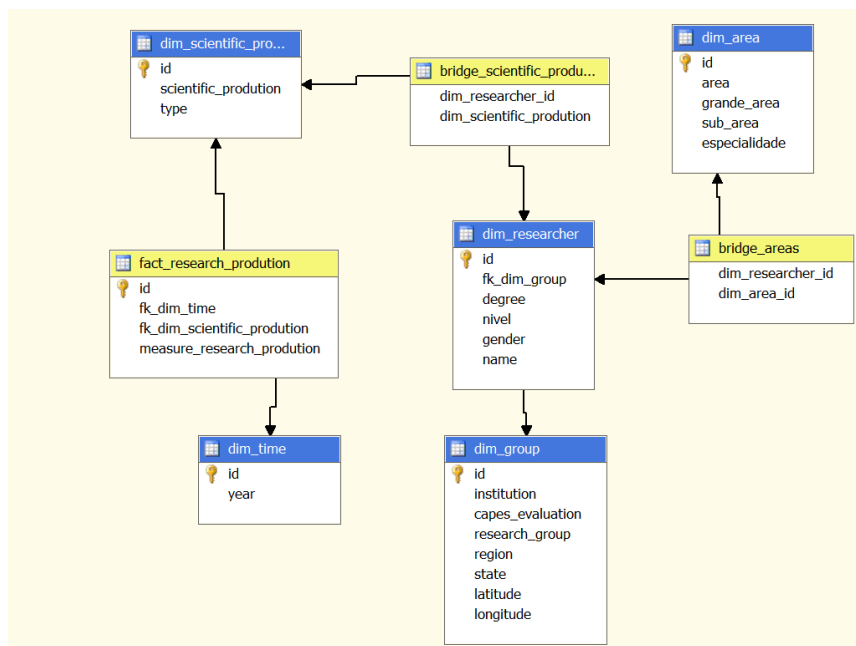 dim_scientific_pro...
id
scientific_prodution
type
bridge_scientific_produ...
dim_researcher_id
dim_scientific_prodution
dim_area
id
area
grande_area
sub_area
especialidade
fact_research_prodution
id
fk_dim_time
fk_dim_scientific_prodution
measure_research_prodution
dim_researcher
id
fk_dim_group
degree
nivel
gender
name
bridge_areas
dim_researcher_id
dim_area_id
dim_time
id
year
dim_group
id
institution
capes_evaluation
research_group
region
state
latitude
longitude